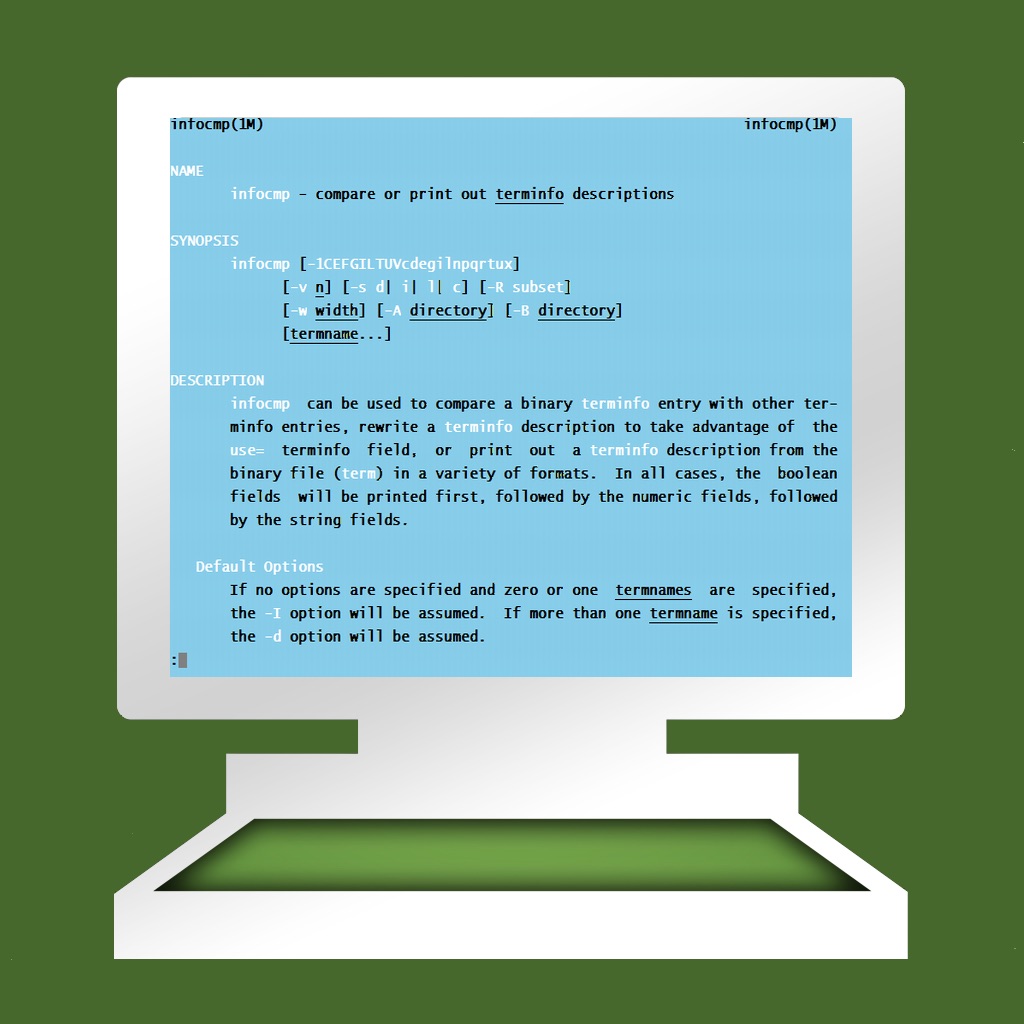 infocmp(1M) infocmp(1M)
NAME
infocmp - compare or print out terminfo descriptions
SYNOPSIS
infocmp [-1CEFGILTUVcdegilnpqrtux]
[-v n] [-s d| i| l| c] [-R subset]
[-w width] [-A directory] [-B directory]
[termname...]
DESCRIPTION
infocmp can be used to compare a binary terminfo entry with other ter-
minfo entries, rewrite a terminfo description to take advantage of the
use= terminfo field, or print out a terminfo description from the
binary file (term) in a variety of formats. In all cases, the boolean
fields will be printed first, followed by the numeric fields, followed
by the string fields.
Default Options
If no options are specified and zero or one termnames are specified,
the -I option will be assumed. If more than one termname is specified,
the -d option will be assumed.
: